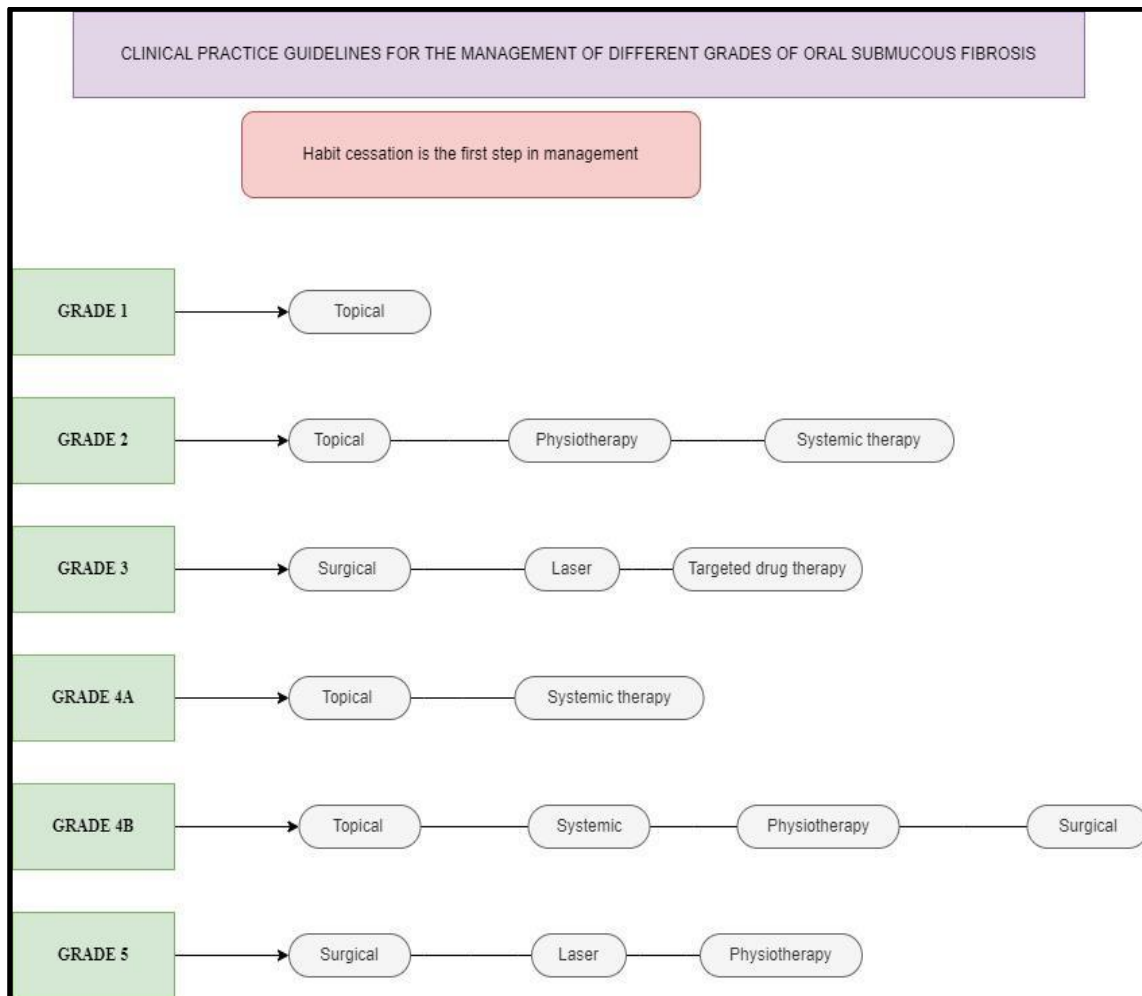 CLINICAL PRACTICE GUIDELINES FOR THE MANAGEMENT OF DIFFERENT GRADES OF ORAL SUBMUCOUS FIBROSIS
Habit cessation is the first step in management
GRADE 1 Topical
GRADE 2 Topical Physiotherapy Systemic therapy
GRADE 3 Surgical Laser Targeted drug therapy
GRADE 4A Topical Systemic therapy
GRADE 4B Topical Systemic Physiotherapy Surgical
GRADE 5 Surgical Laser Physiotherapy